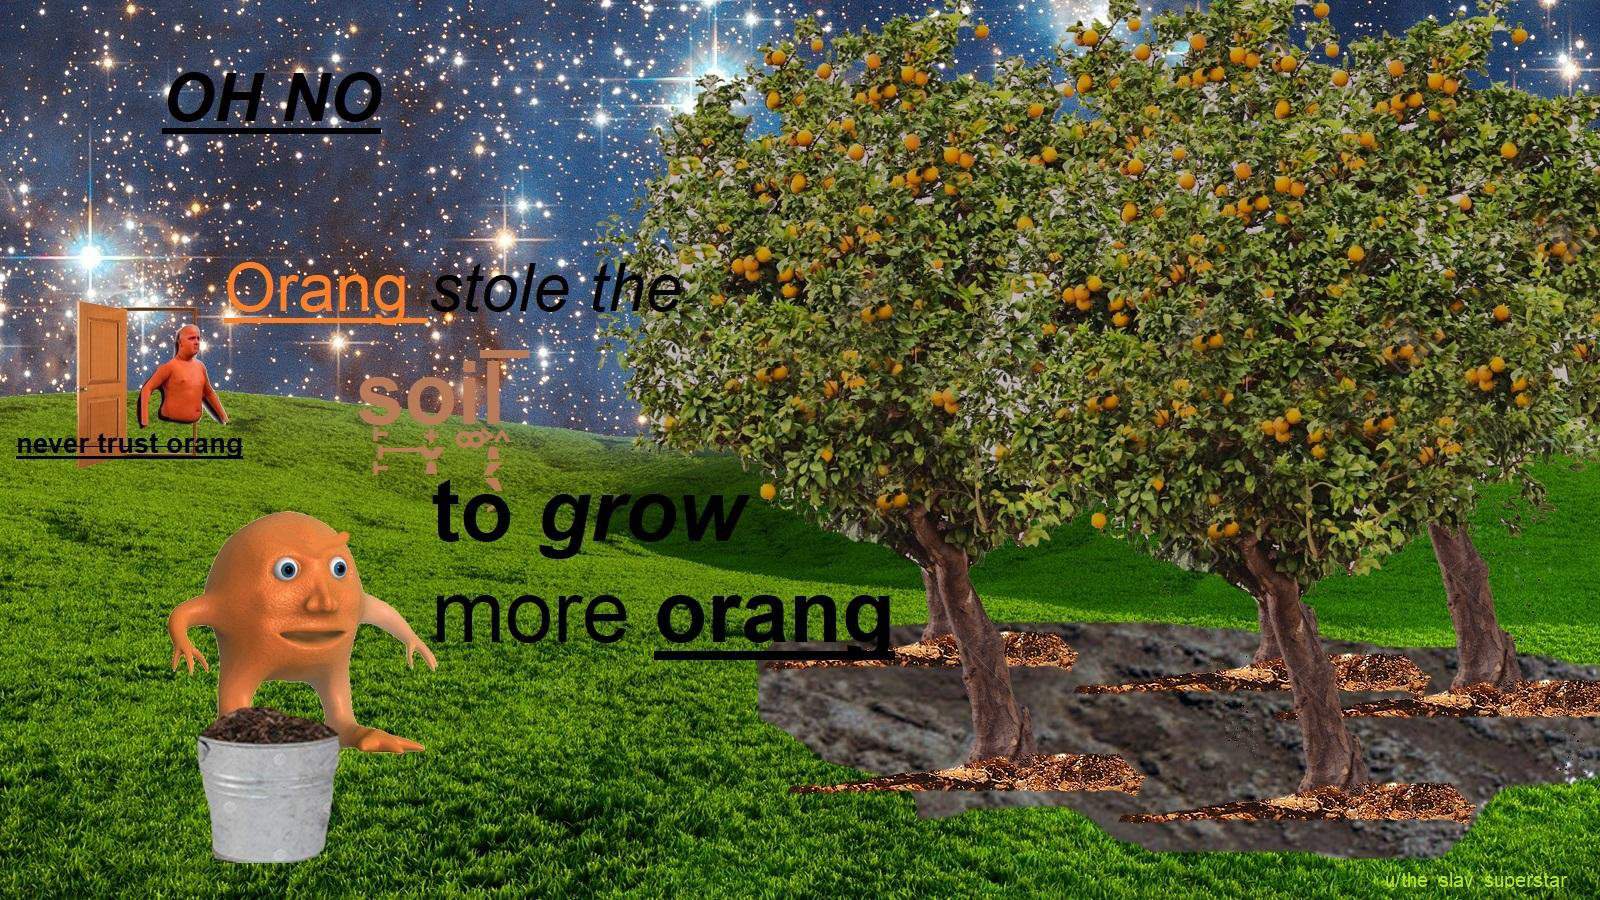 OH NO
Orang stole the
soil
to grow
more orang
never trust orang
u/the_slav_superstar